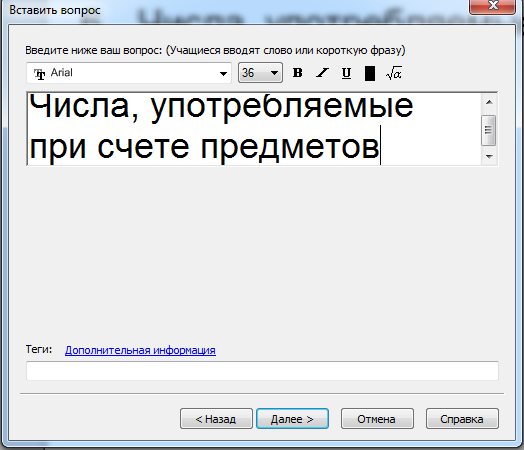 Вставить вопрос
Введите ниже ваш вопрос: (Учащиеся вводят слово или короткую фразу)
Arial 36 B I U √α
Числа, употребляемые
при счете предметов
Теги: Дополнительная информация
< Назад Далее > Отмена Справка